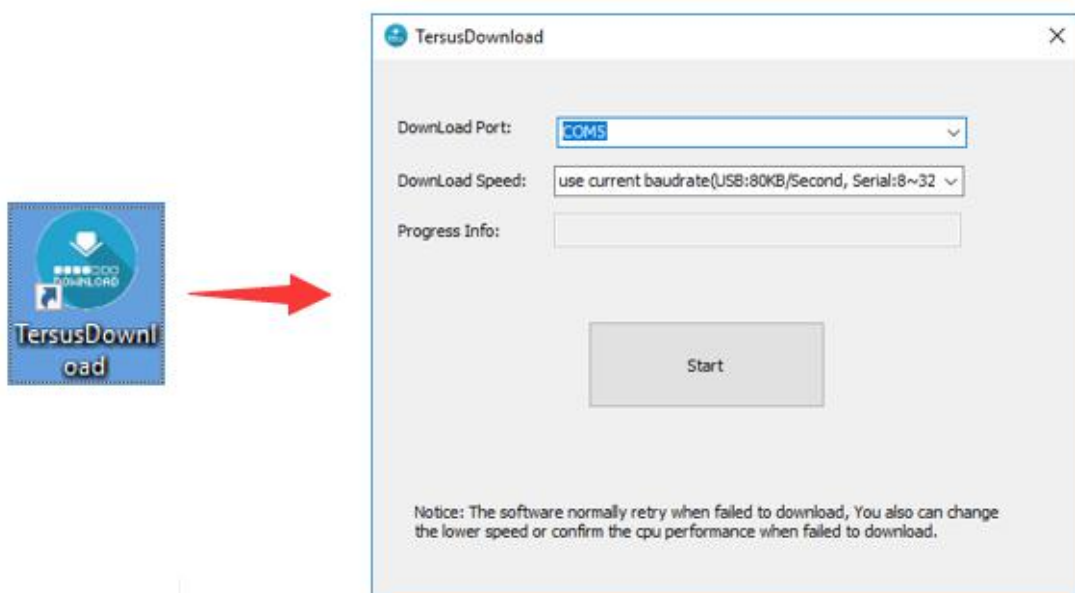 TersusDownload
DownLoad Port:
COM5
DownLoad Speed:
use current baudrate(USB:80KB/Second, Serial:8~32
Progress Info:
DOWNLOAD
TersusDownl
oad
Start
Notice: The software normally retry when failed to download, You also can change
the lower speed or confirm the cpu performance when failed to download.